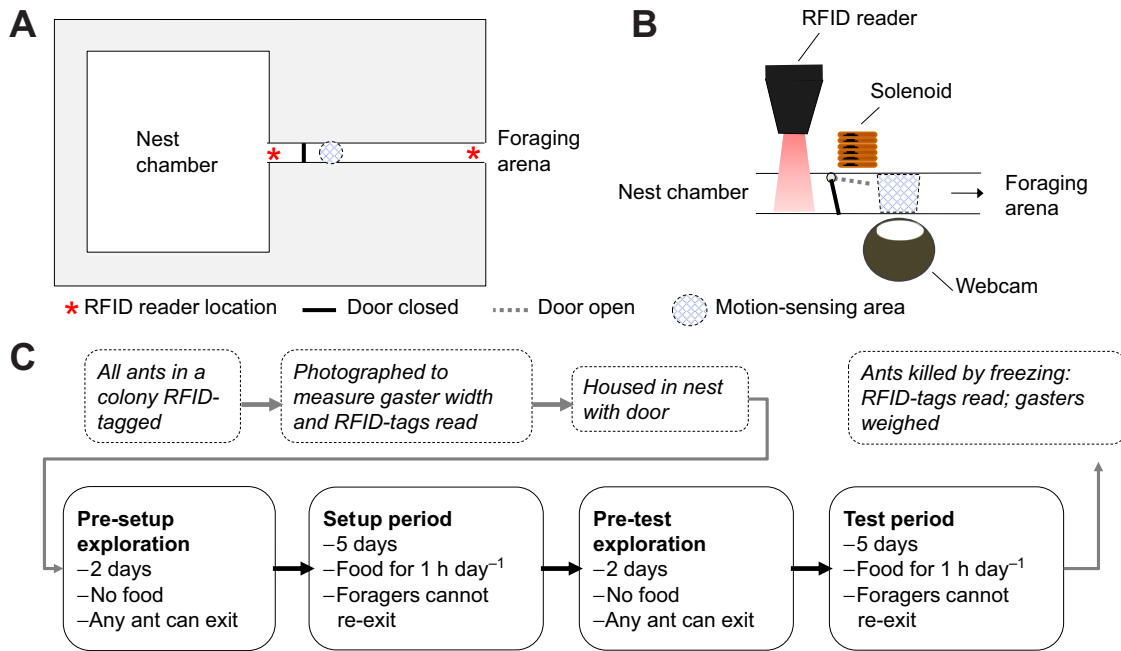 A
Nest
chamber
Foraging
arena
B
RFID reader
Solenoid
Nest chamber
Foraging
arena
Webcam
* RFID reader location
Door closed
Door open
Motion-sensing area
C
All ants in a
colony RFID-
tagged
Photographed to
measure gaster width
and RFID-tags read
Housed in nest
with door
Ants killed by freezing:
RFID-tags read; gasters
weighed
Pre-setup
exploration
–2 days
–No food
–Any ant can exit
Setup period
–5 days
–Food for 1 h day⁻¹
–Foragers cannot
re-exit
Pre-test
exploration
–2 days
–No food
–Any ant can exit
Test period
–5 days
–Food for 1 h day⁻¹
–Foragers cannot
re-exit